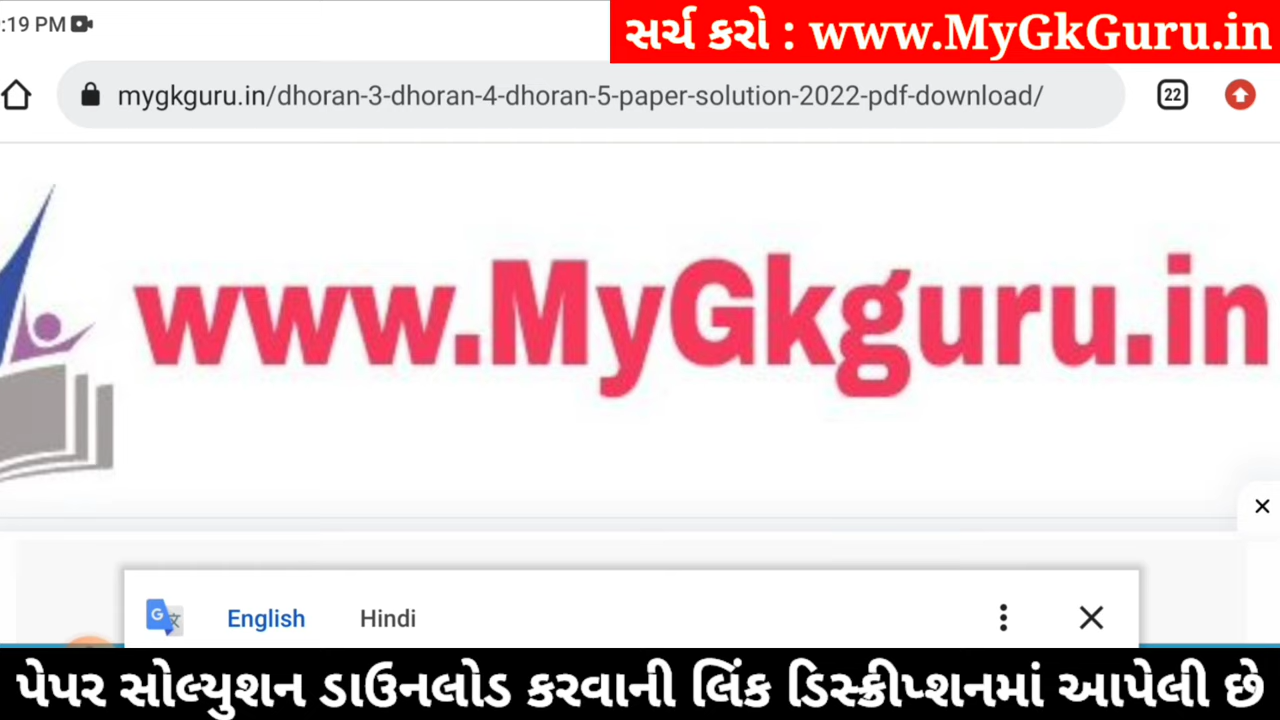 :19 PM
સર્ચ કરો : www.MyGkGuru.in
mygkguru.in/dhoran-3-dhoran-4-dhoran-5-paper-solution-2022-pdf-download/
22
www.MyGkguru.in
G 文 English Hindi
પેપર સોલ્યુશન ડાઉનલોડ કરવાની લિંક ડિસ્ક્રીપ્શનમાં આપેલી છે